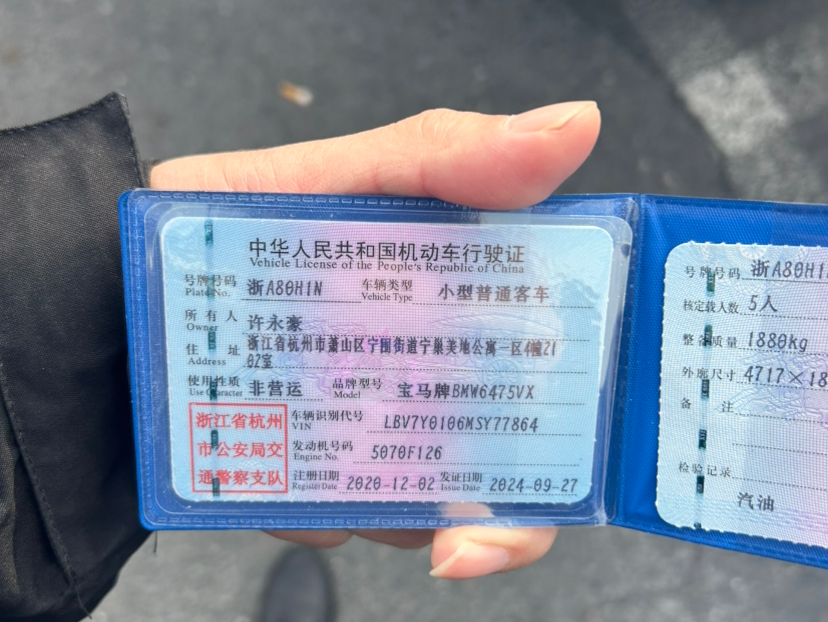 中华人民共和国机动车行驶证
Vehicle License of the People's Republic of China
号牌号码 浙A80H1N 车辆类型 小型普通客车
Plate No. Vehicle Type
所有人 许永豪
Owner
住址 浙江省杭州市萧山区宁围街道宁巢美地公寓一区4幢21
Address 02室
使用性质 非营运 品牌型号 宝马牌BMW6475VX
Use Character Model
浙江省杭州
市公安局交
通警察支队
车辆识别代号 LBV7Y0106MSY77864
VIN
发动机号码 5070F126
Engine No.
注册日期 2020-12-02 发证日期 2024-09-27
Register Date Issue Date
号牌号码 浙A80H1
核定载人数 5人
整备质量 1880kg
外廓尺寸 4717×18
备注
检验记录
汽油